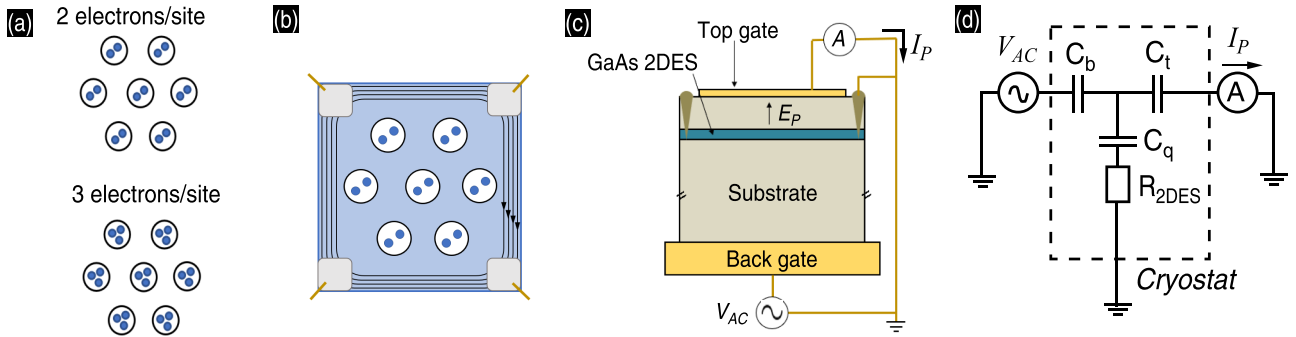 (a)
2 electrons/site
3 electrons/site
(b)
(c)
Top gate
A
I_P
GaAs 2DES
E_P
Substrate
Back gate
V_AC
(d)
V_AC
C_b
C_t
I_P
A
C_q
R_2DES
Cryostat